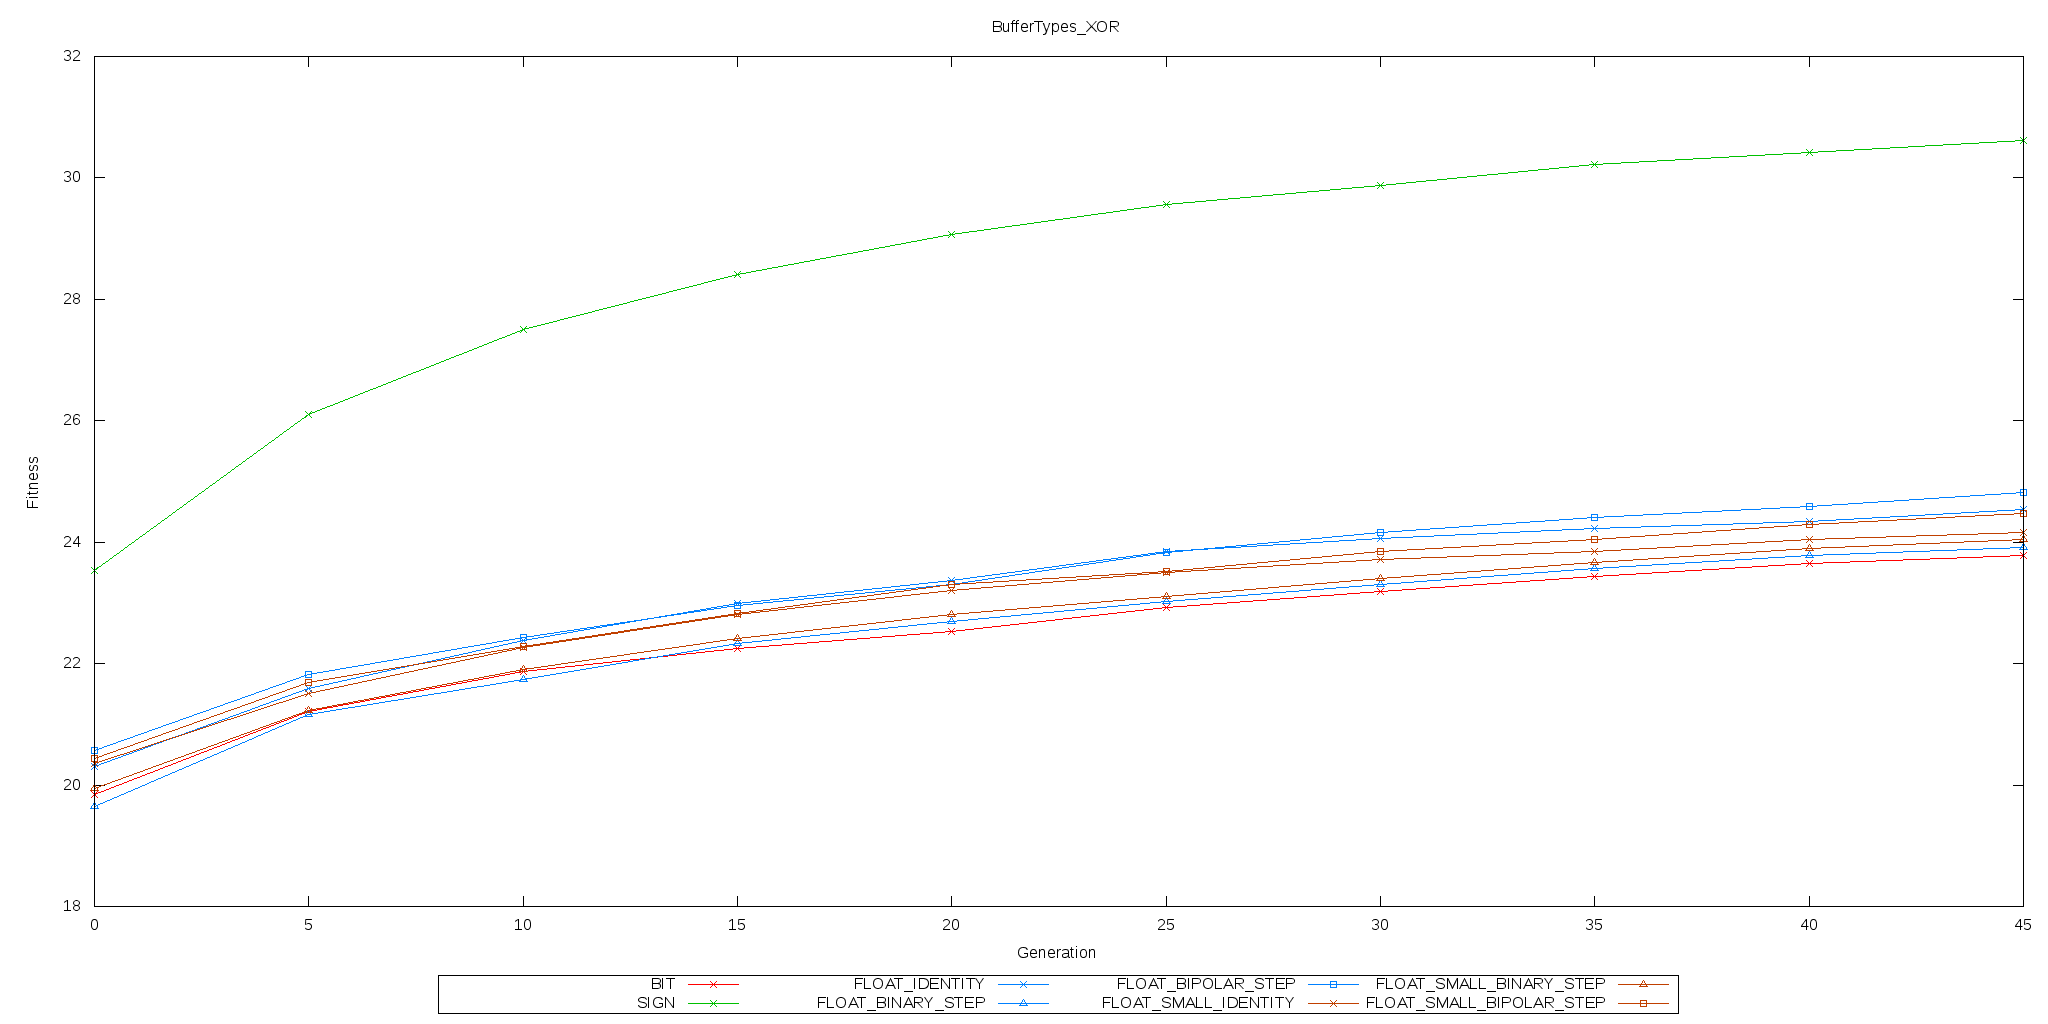 BufferTypes_XOR
32
30
28
26
24
22
20
18
Fitness
0 5 10 15 20 25 30 35 40 45
Generation
BIT FLOAT_IDENTITY FLOAT_BIPOLAR_STEP FLOAT_SMALL_BINARY_STEP
SIGN FLOAT_BINARY_STEP FLOAT_SMALL_IDENTITY FLOAT_SMALL_BIPOLAR_STEP